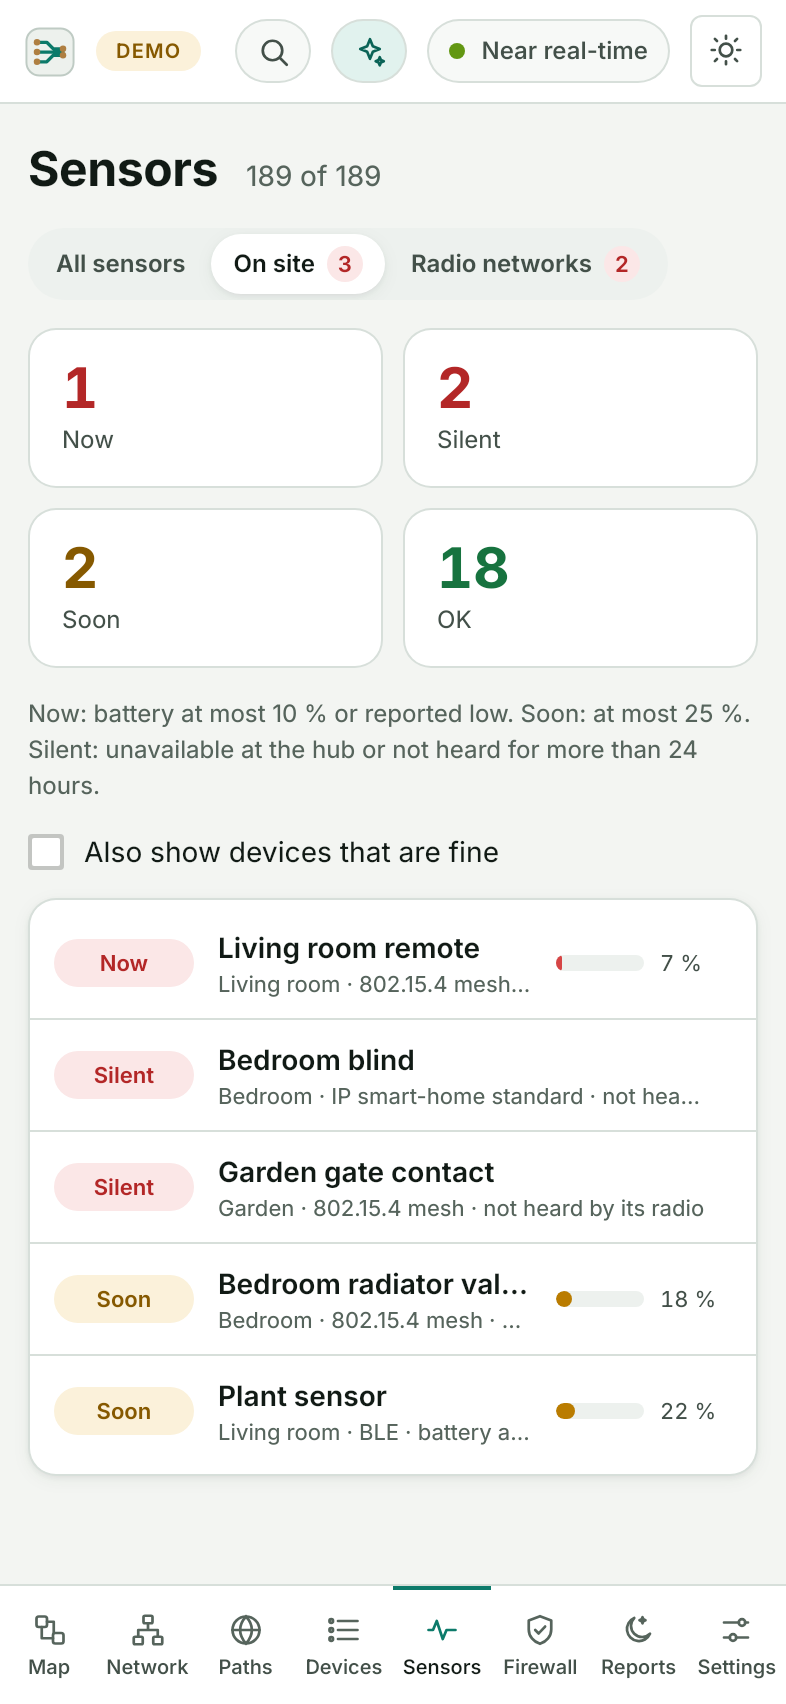 DEMO
Near real-time
Sensors 189 of 189
All sensors On site 3 Radio networks 2
1
Now
2
Silent
2
Soon
18
OK
Now: battery at most 10 % or reported low. Soon: at most 25 %.
Silent: unavailable at the hub or not heard for more than 24
hours.
Also show devices that are fine
Now
Living room remote
Living room · 802.15.4 mesh...
7 %
Silent
Bedroom blind
Bedroom · IP smart-home standard · not hea...
Silent
Garden gate contact
Garden · 802.15.4 mesh · not heard by its radio
Soon
Bedroom radiator val...
Bedroom · 802.15.4 mesh · ...
18 %
Soon
Plant sensor
Living room · BLE · battery a...
22 %
Map Network Paths Devices Sensors Firewall Reports Settings